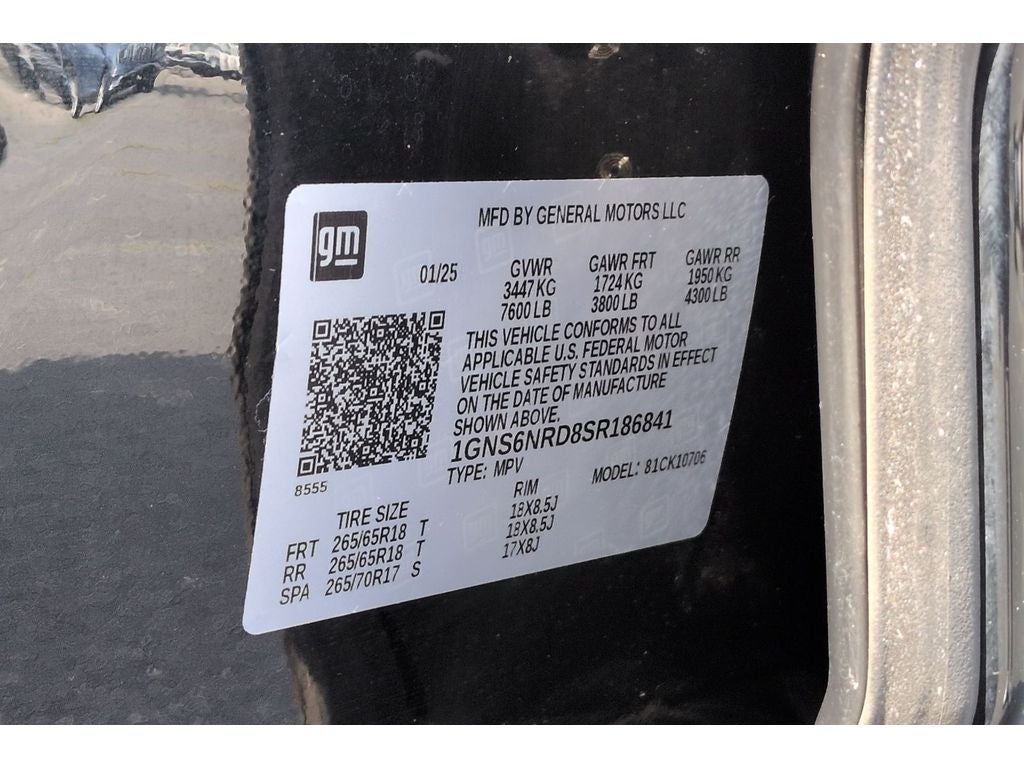 gm
MFD BY GENERAL MOTORS LLC
01/25 GVWR GAWR FRT GAWR RR
3447 KG 1724 KG 1950 KG
7600 LB 3800 LB 4300 LB
THIS VEHICLE CONFORMS TO ALL
APPLICABLE U.S. FEDERAL MOTOR
VEHICLE SAFETY STANDARDS IN EFFECT
ON THE DATE OF MANUFACTURE
SHOWN ABOVE.
1GNS6NRD8SR186841
TYPE: MPV MODEL: 81CK10706
8555
TIRE SIZE RIM
FRT 265/65R18 T 18X8.5J
RR 265/65R18 T 18X8.5J
SPA 265/70R17 S 17X8J